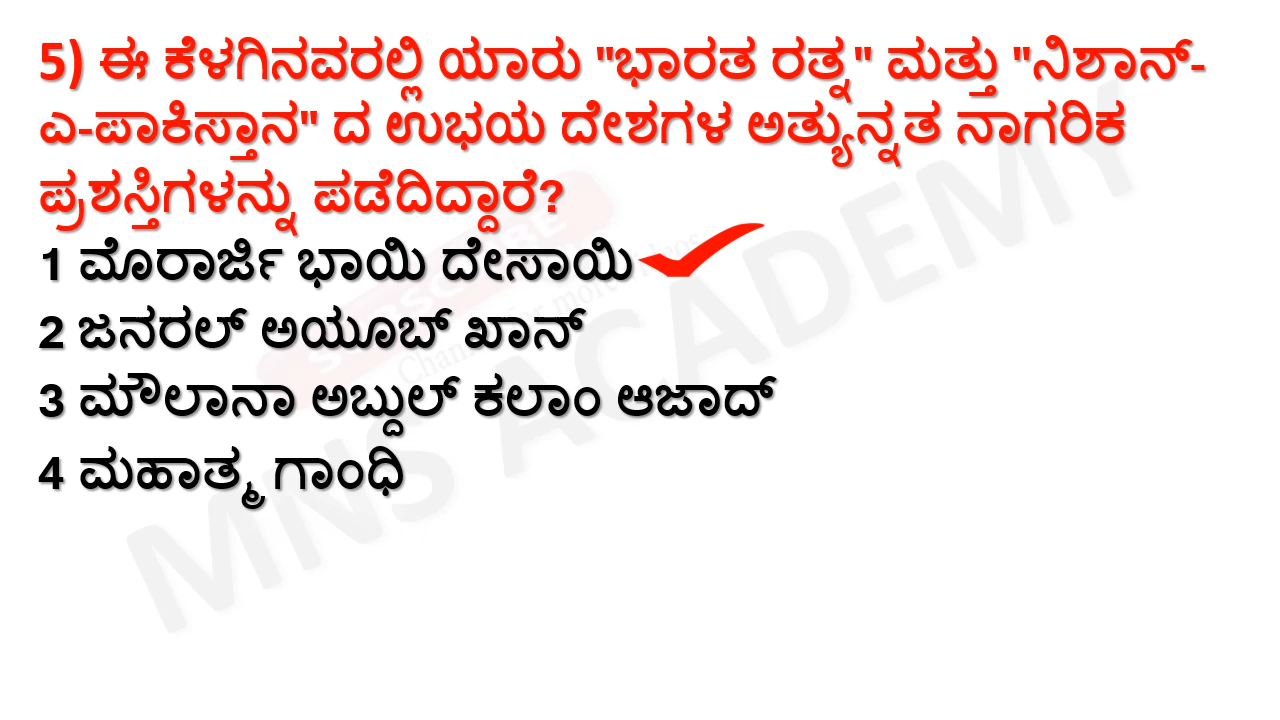 5) ಈ ಕೆಳಗಿನವರಲ್ಲಿ ಯಾರು "ಭಾರತ ರತ್ನ" ಮತ್ತು "ನಿಶಾನ್-
ಎ-ಪಾಕಿಸ್ತಾನ" ದ ಉಭಯ ದೇಶಗಳ ಅತ್ಯುನ್ನತ ನಾಗರಿಕ
ಪ್ರಶಸ್ತಿಗಳನ್ನು ಪಡೆದಿದ್ದಾರೆ?
1 ಮೊರಾರ್ಜಿ ಭಾಯಿ ದೇಸಾಯಿ
2 ಜನರಲ್ ಅಯೂಬ್ ಖಾನ್
3 ಮೌಲಾನಾ ಅಬ್ದುಲ್ ಕಲಾಂ ಆಜಾದ್
4 ಮಹಾತ್ಮ ಗಾಂಧಿ
SUBSCRIBE
MNS ACADEMY